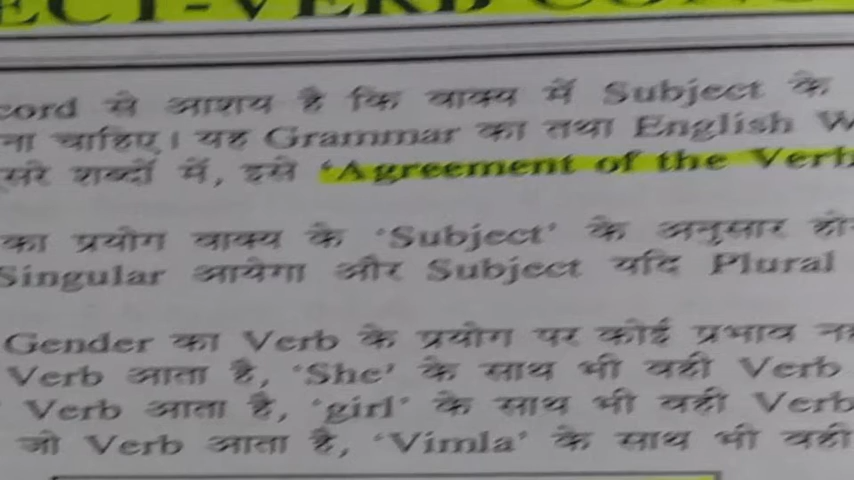 ECT-VERB CONC
cord से आशय है कि वाक्य में Subject के
ना चाहिए। यह Grammar का तथा English W
सरे शब्दों में, इसे 'Agreement of the Verb
का प्रयोग वाक्य के 'Subject' के अनुसार हो
Singular आयेगा और Subject यदि Plural
Gender का Verb के प्रयोग पर कोई प्रभाव न
Verb आता है, 'She' के साथ भी वही Verb
Verb आता है, 'girl' के साथ भी वही Verb
जो Verb आता है, 'Vimla' के साथ भी वही